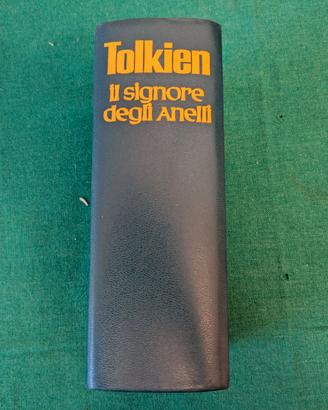 Tolkien
il signore
degli Anelli